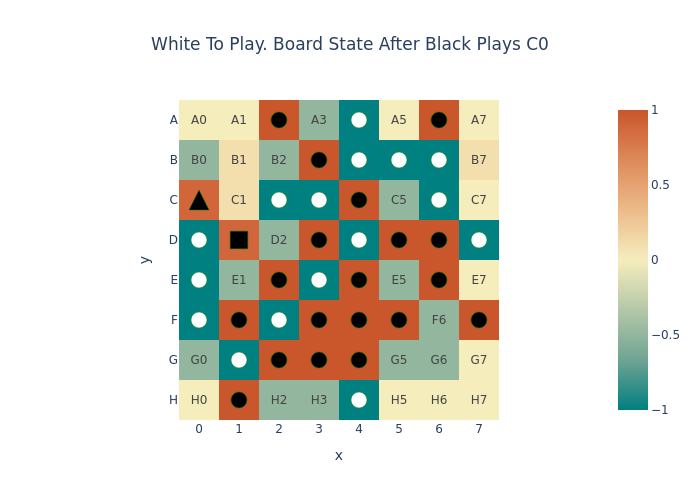 White To Play. Board State After Black Plays C0
A A0 A1 A3 A5 A7
B B0 B1 B2 B7
C C1 C5 C7
D D2
E E1 E5 E7
F F6
G G0 G5 G6 G7
H H0 H2 H3 H5 H6 H7
0 1 2 3 4 5 6 7
x
y
1
0.5
0
−0.5
−1